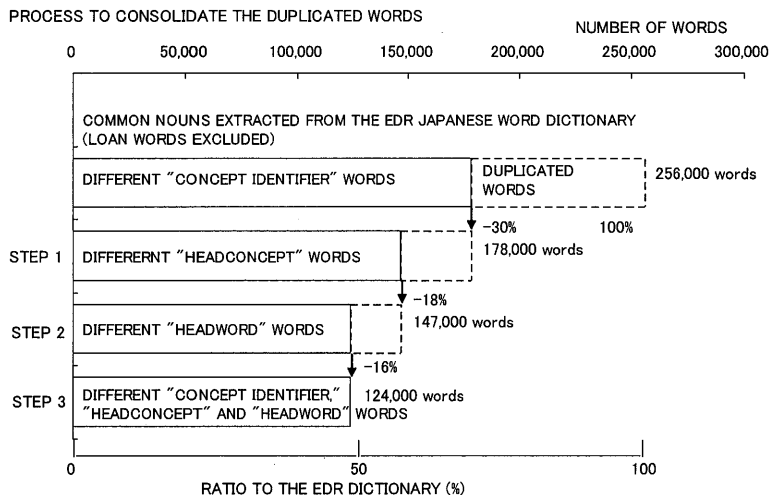 PROCESS TO CONSOLIDATE THE DUPLICATED WORDS
NUMBER OF WORDS
0 50,000 100,000 150,000 200,000 250,000 300,000
COMMON NOUNS EXTRACTED FROM THE EDR JAPANESE WORD DICTIONARY
(LOAN WORDS EXCLUDED)
DIFFERENT "CONCEPT IDENTIFIER" WORDS
DUPLICATED
WORDS
256,000 words
-30% 100%
STEP 1 DIFFERERNT "HEADCONCEPT" WORDS
178,000 words
-18%
STEP 2 DIFFERENT "HEADWORD" WORDS
147,000 words
-16%
STEP 3 DIFFERENT "CONCEPT IDENTIFIER,"
"HEADCONCEPT" AND "HEADWORD" WORDS
124,000 words
0 50 100
RATIO TO THE EDR DICTIONARY (%)